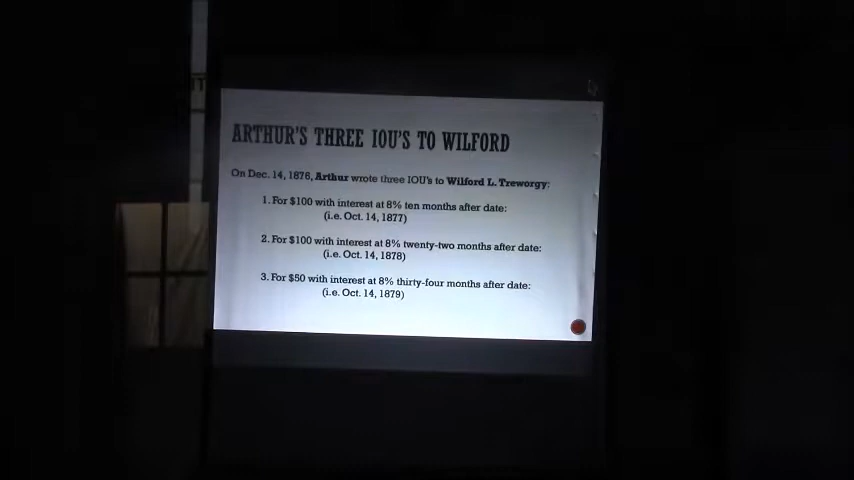 ARTHUR'S THREE IOU'S TO WILFORD
On Dec. 14, 1876, Arthur wrote three IOU's to Wilford L. Treworgy:
1. For $100 with interest at 8% ten months after date:
(i.e. Oct. 14, 1877)
2. For $100 with interest at 8% twenty-two months after date:
(i.e. Oct. 14, 1878)
3. For $50 with interest at 8% thirty-four months after date:
(i.e. Oct. 14, 1879)